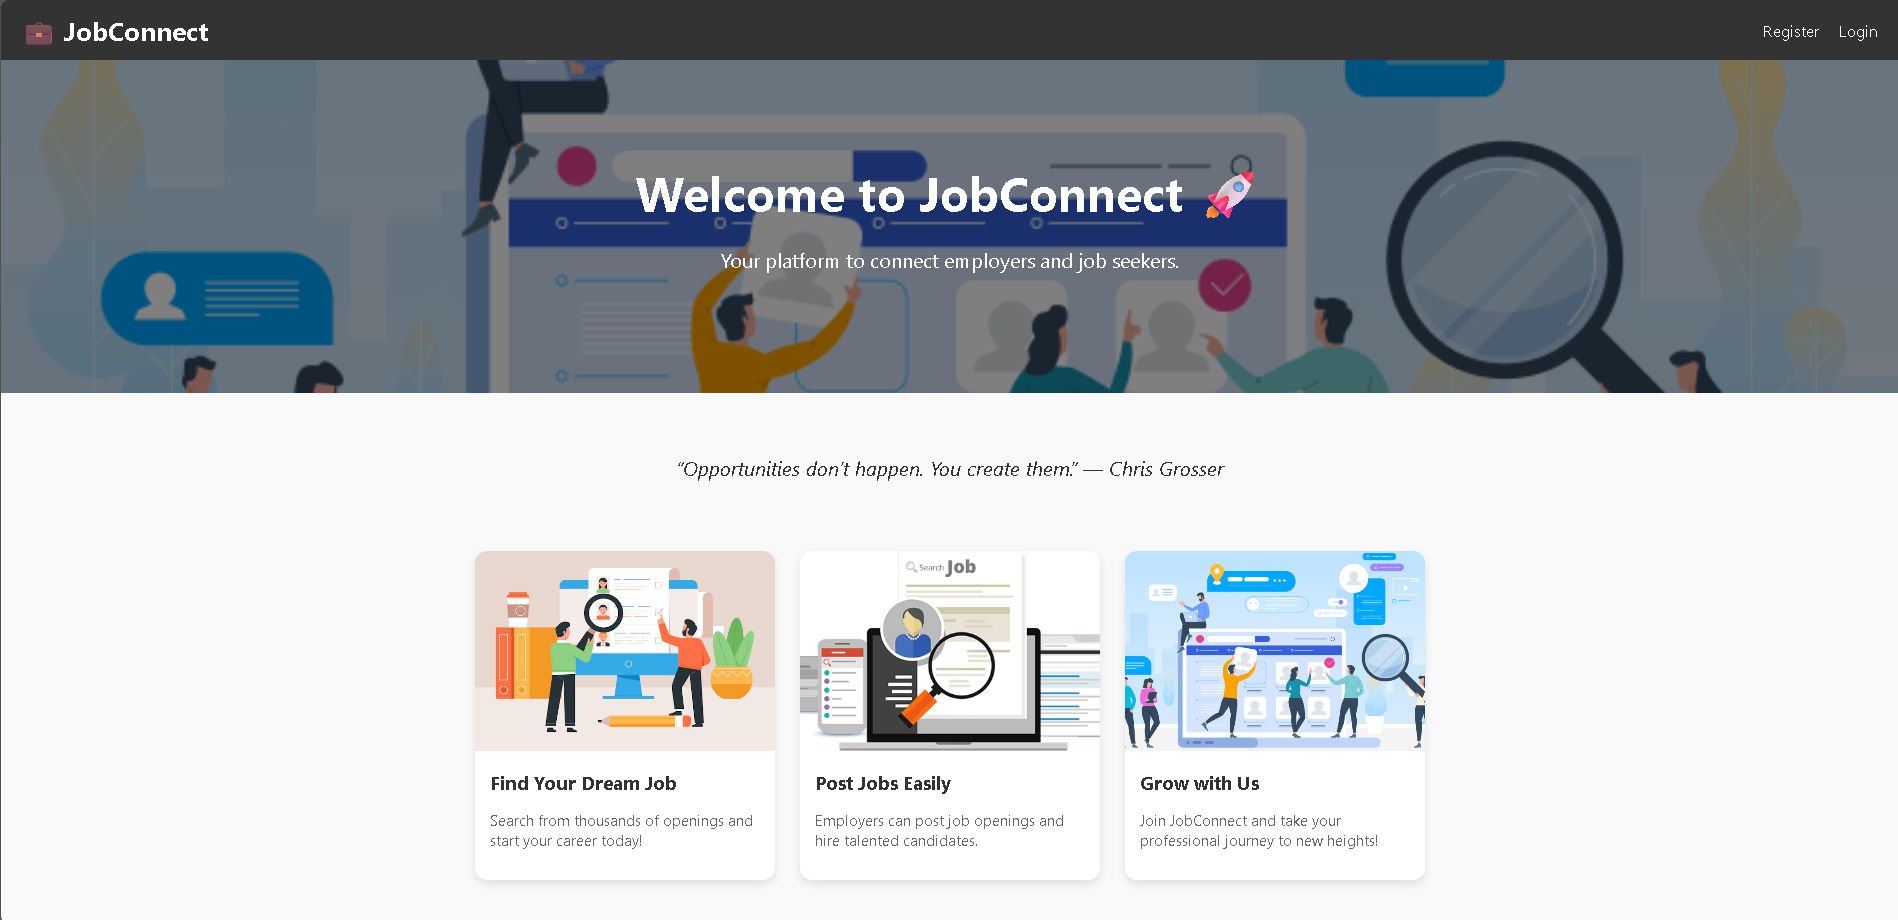 JobConnect
Register Login
Welcome to JobConnect 🚀
Your platform to connect employers and job seekers.
“Opportunities don’t happen. You create them.” — Chris Grosser
Search Job
Find Your Dream Job
Search from thousands of openings and
start your career today!
Post Jobs Easily
Employers can post job openings and
hire talented candidates.
Grow with Us
Join JobConnect and take your
professional journey to new heights!